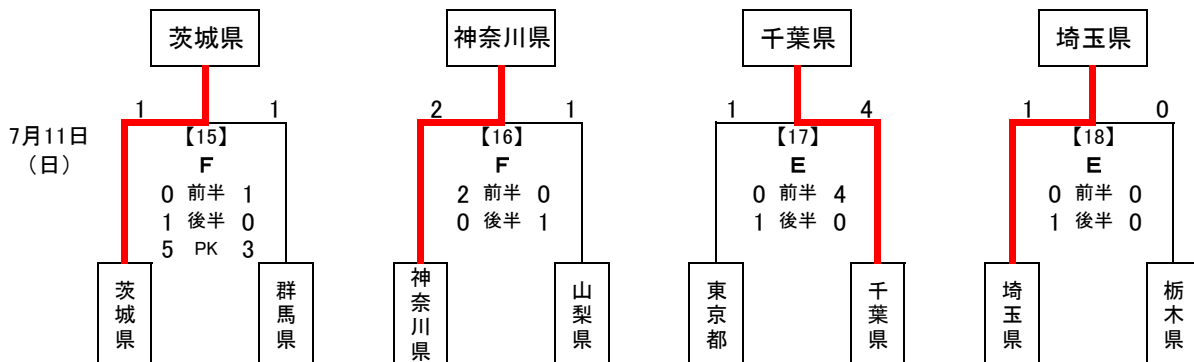 茨城県 神奈川県 千葉県 埼玉県
1 1 2 1 1 4 1 0
7月11日 【15】 【16】 【17】 【18】
(日) F F E E
0 前半 1 2 前半 0 0 前半 4 0 前半 0
1 後半 0 0 後半 1 1 後半 0 1 後半 0
5 PK 3
茨城県 群馬県 神奈川県 山梨県 東京都 千葉県 埼玉県 栃木県